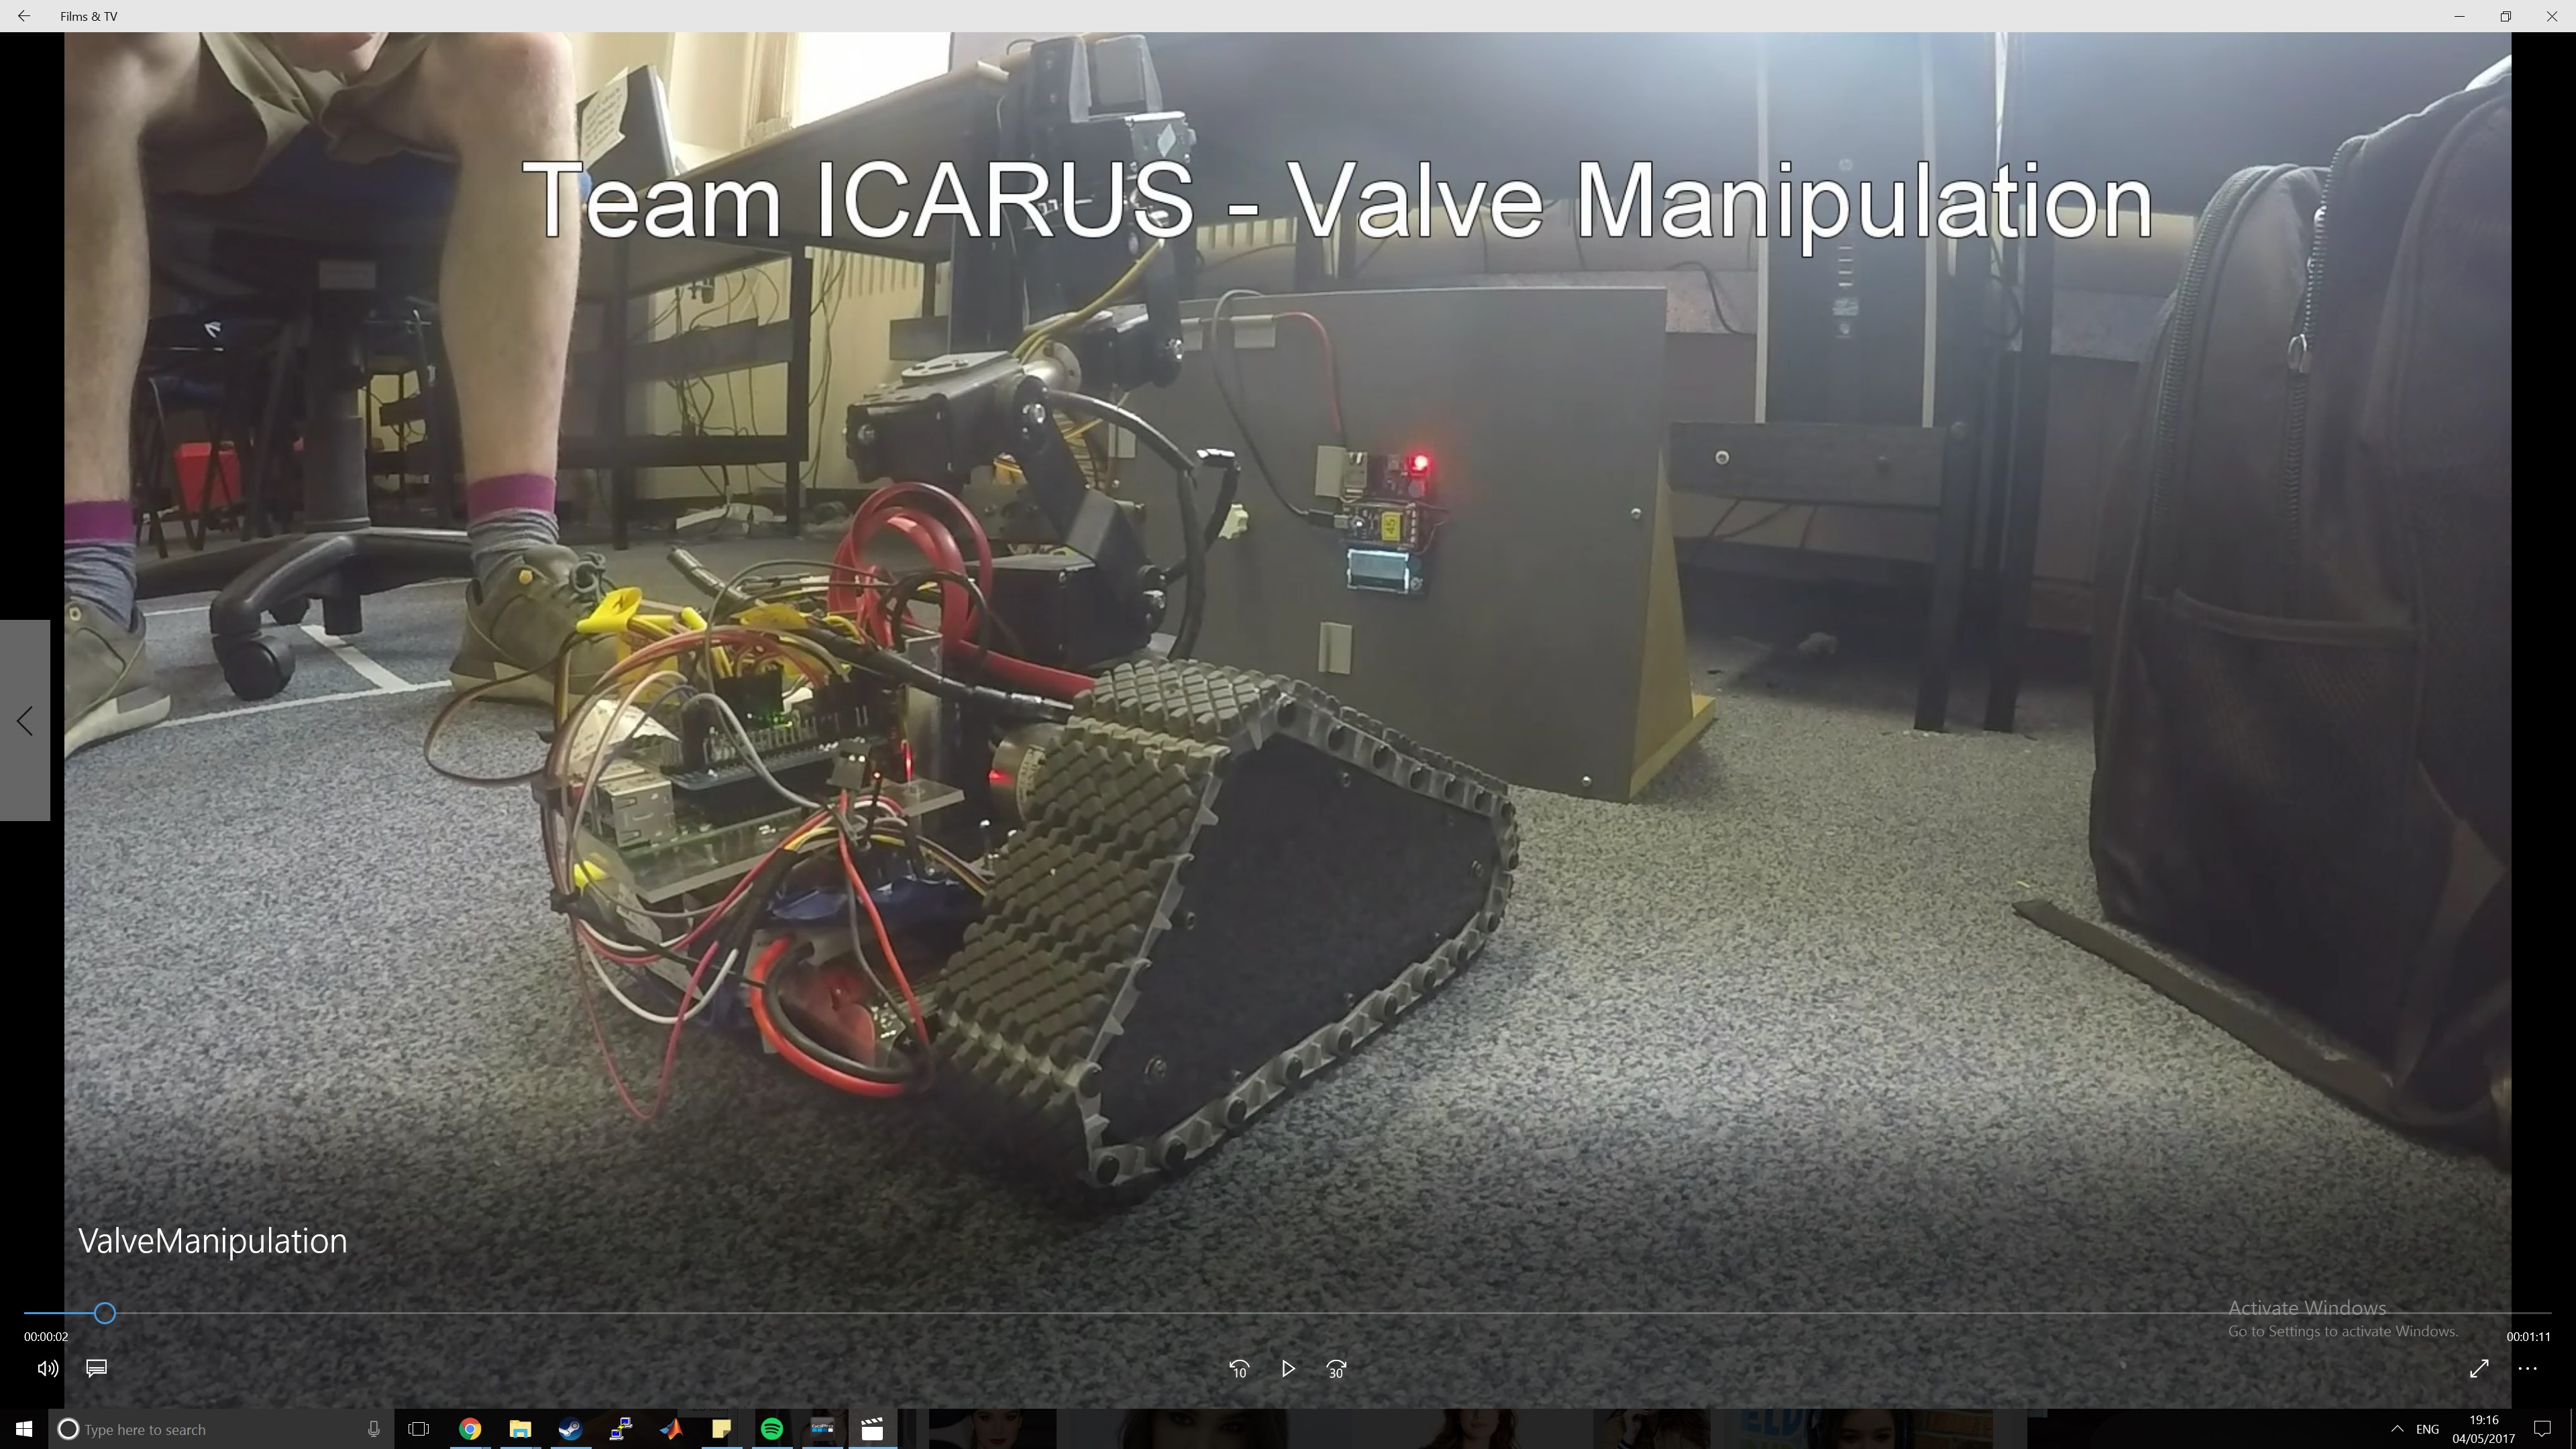 Films & TV
Team ICARUS - Valve Manipulation
45
ValveManipulation
Activate Windows
Go to Settings to activate Windows.
00:00:02
00:01:11
10
30
Type here to search
ENG
19:16
04/05/2017